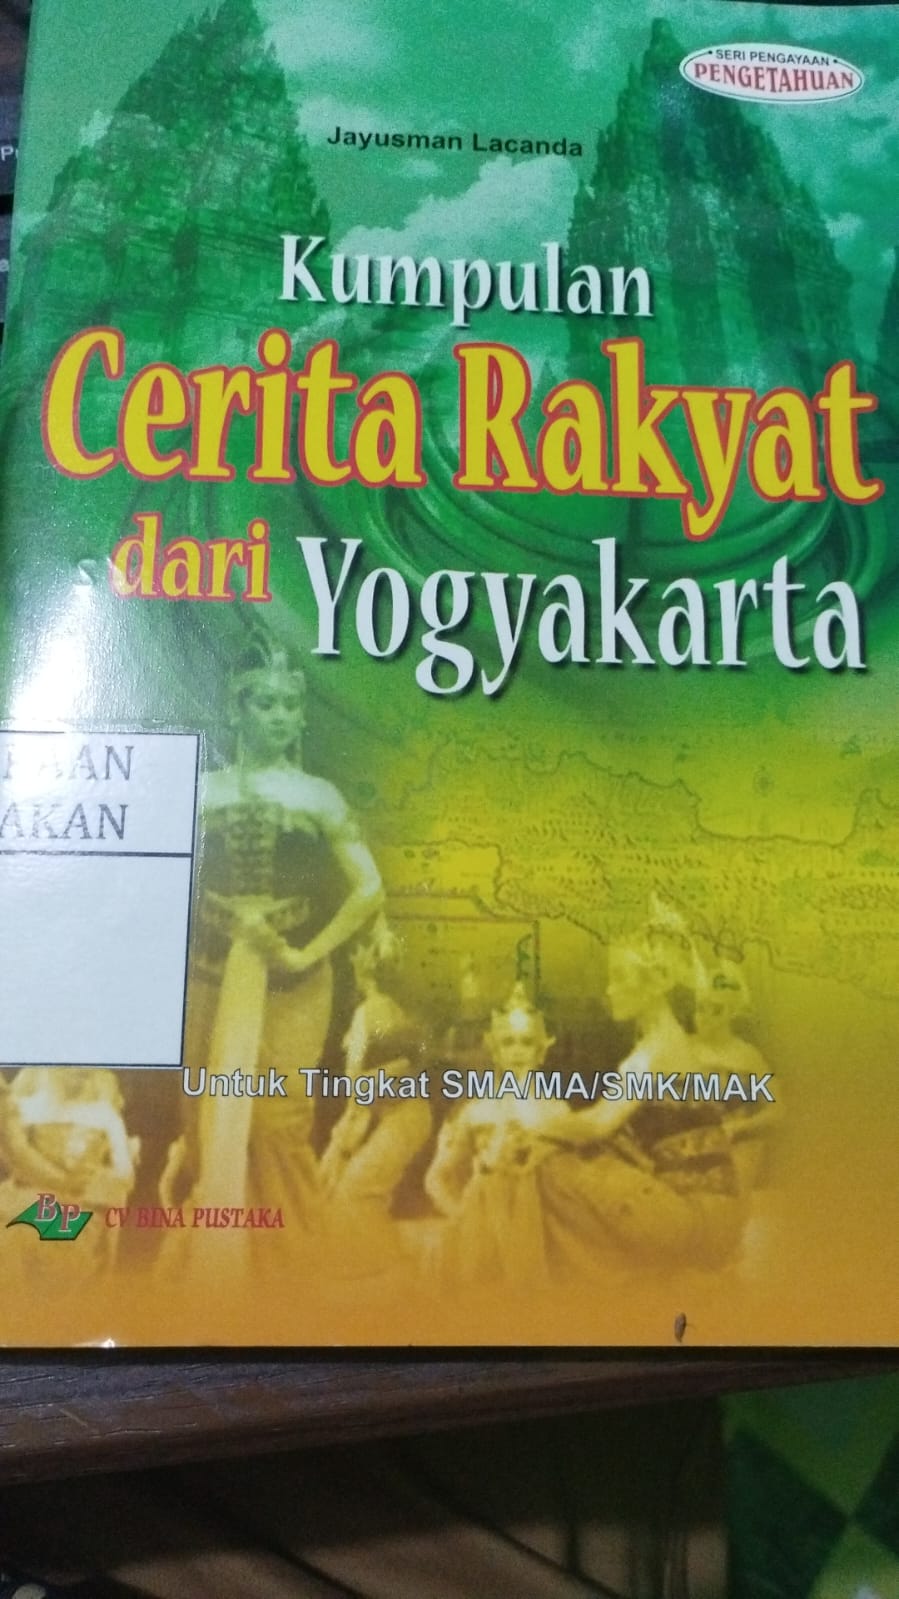 SERI PENGAYAAN
PENGETAHUAN
Jayusman Lacanda
Kumpulan
Cerita Rakyat
dari Yogyakarta
AAN
AKAN
Untuk Tingkat SMA/MA/SMK/MAK
BP CV BINA PUSTAKA